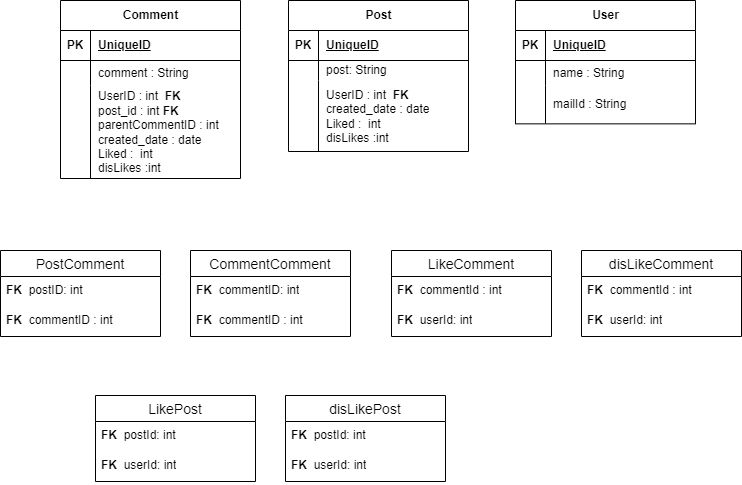 Comment
PK UniqueID
comment : String
UserID : int FK
post_id : int FK
parentCommentID : int
created_date : date
Liked : int
disLikes :int
Post
PK UniqueID
post: String
UserID : int FK
created_date : date
Liked : int
disLikes :int
User
PK UniqueID
name : String
mailId : String
PostComment
FK postID: int
FK commentID : int
CommentComment
FK commentID: int
FK commentID : int
LikeComment
FK commentId : int
FK userId: int
disLikeComment
FK commentId : int
FK userId: int
LikePost
FK postId: int
FK userId: int
disLikePost
FK postId: int
FK userId: int